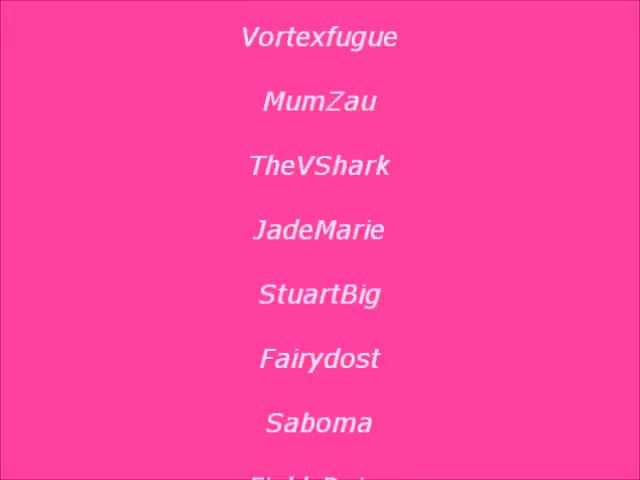 Vortexfugue
MumZau
TheVShark
JadeMarie
StuartBig
Fairydost
Saboma